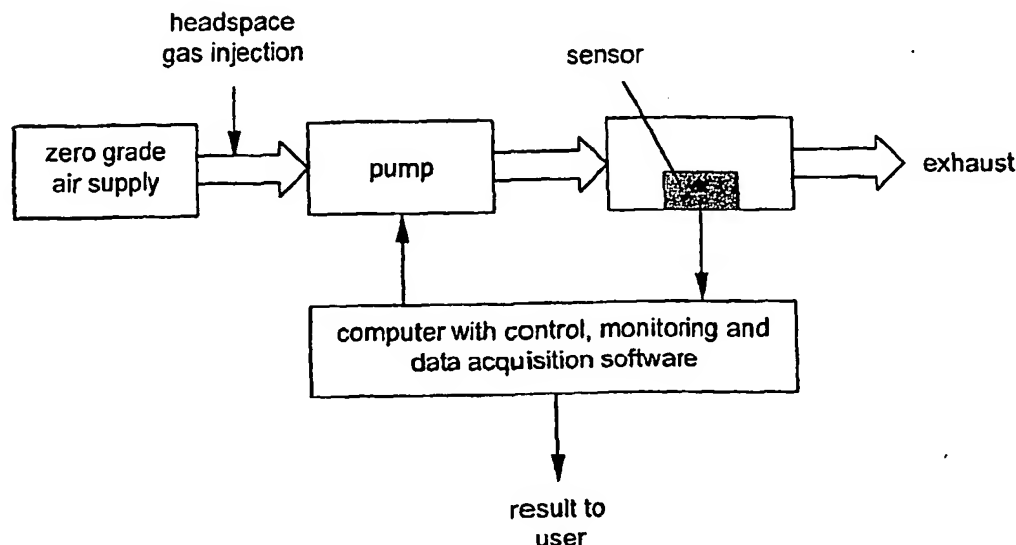 headspace
gas injection
sensor
zero grade
air supply
pump
exhaust
computer with control, monitoring and
data acquisition software
result to
user